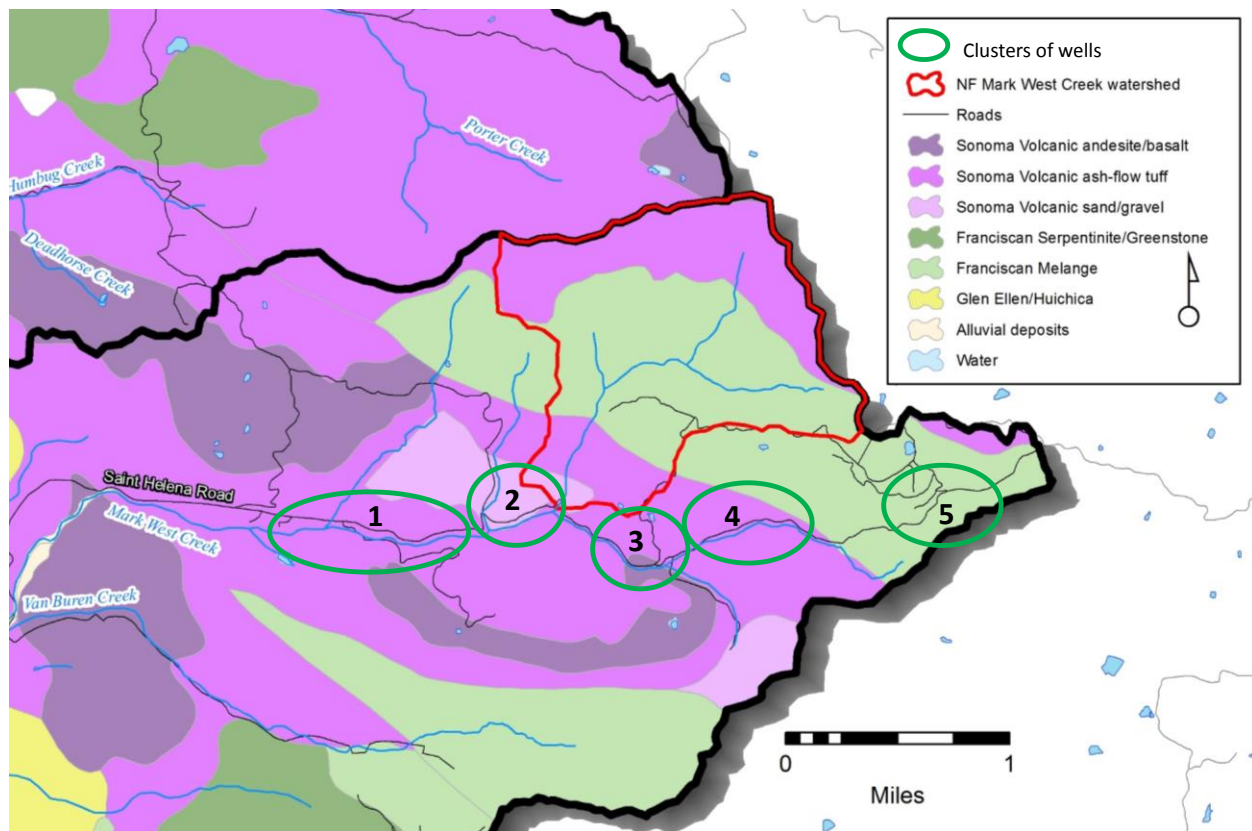 Clusters of wells
NF Mark West Creek watershed
Roads
Sonoma Volcanic andesite/basalt
Sonoma Volcanic ash-flow tuff
Sonoma Volcanic sand/gravel
Franciscan Serpentinite/Greenstone
Franciscan Melange
Glen Ellen/Huichica
Alluvial deposits
Water
Porter Creek
Humbug Creek
Deadhorse Creek
Saint Helena Road
Mark West Creek
Van Buren Creek
1
2
3
4
5
0 1
Miles